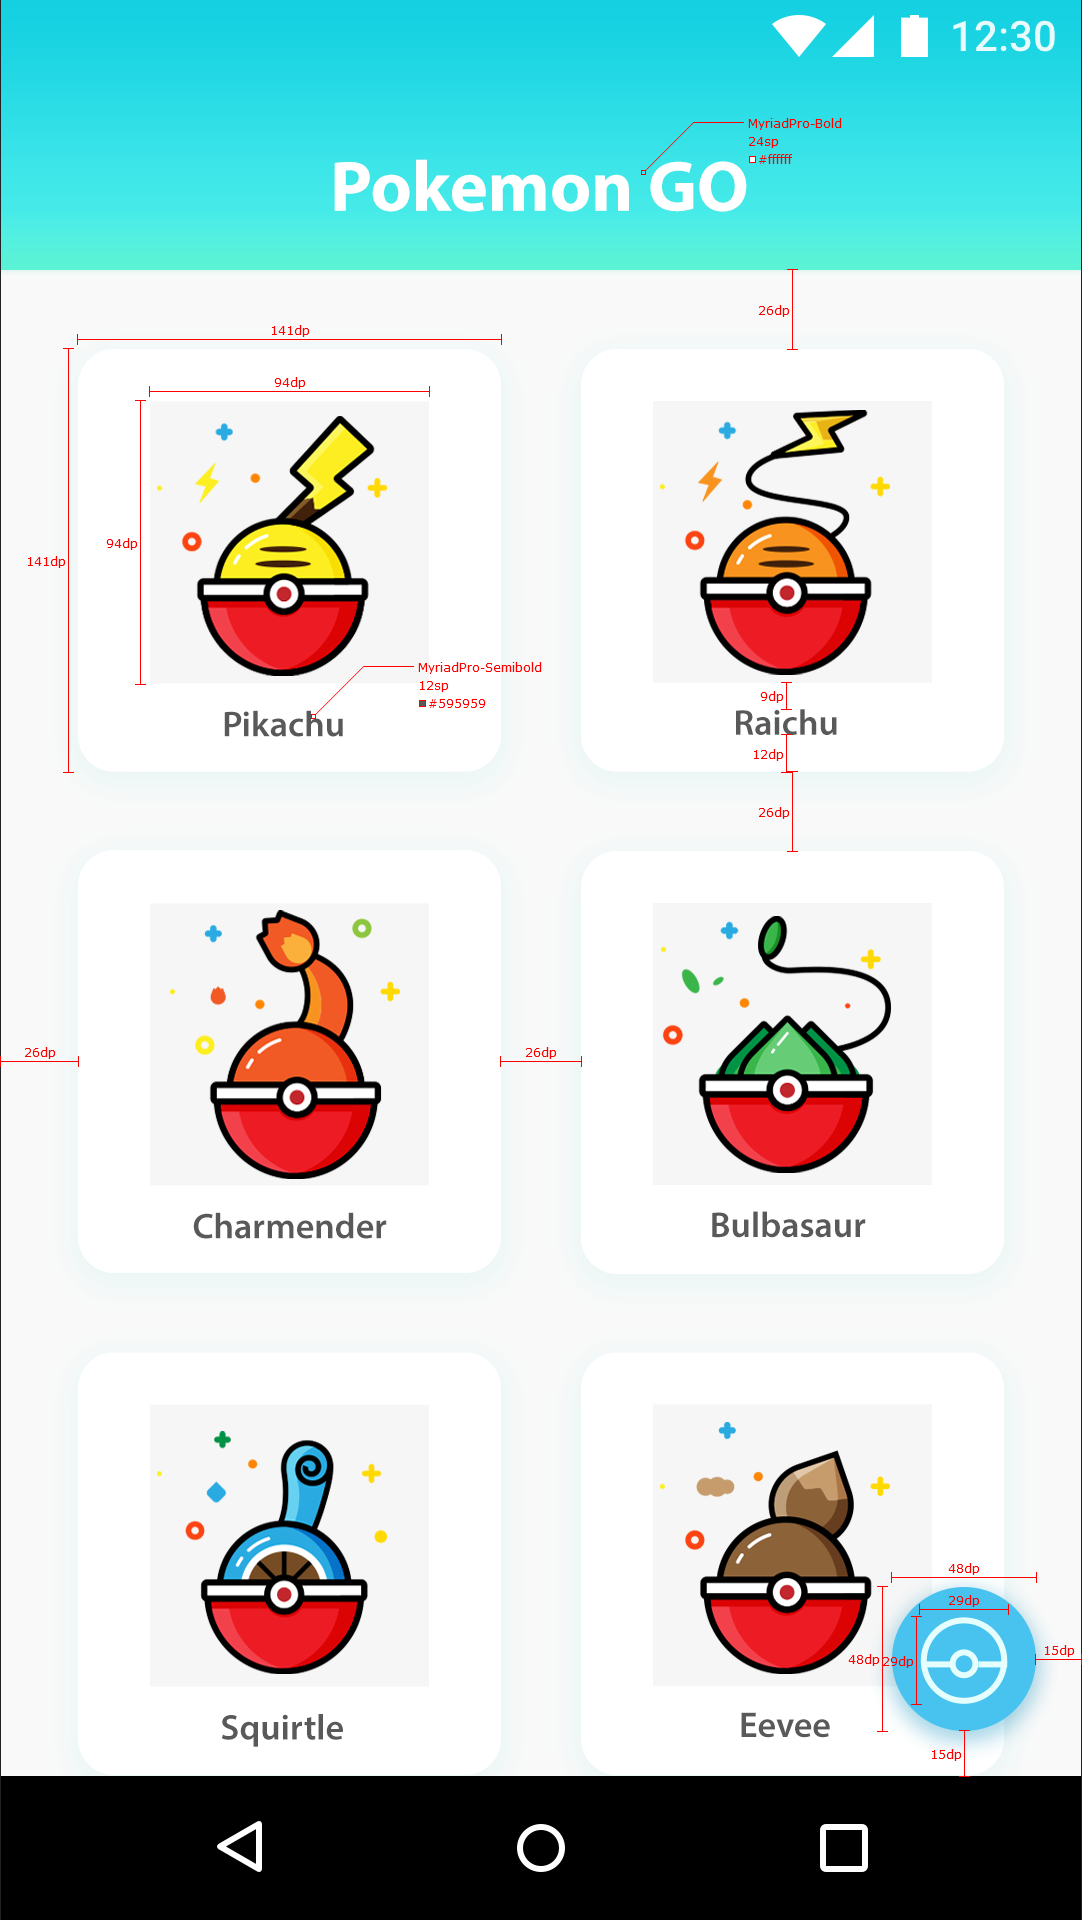 12:30
MyriadPro-Bold
24sp
#ffffff
Pokemon GO
26dp
141dp
94dp
94dp
141dp
MyriadPro-Semibold
12sp
#595959
9dp
Pikachu
Raichu
12dp
26dp
26dp
26dp
Charmender
Bulbasaur
48dp
29dp
48dp
29dp
15dp
Squirtle
Eevee
15dp